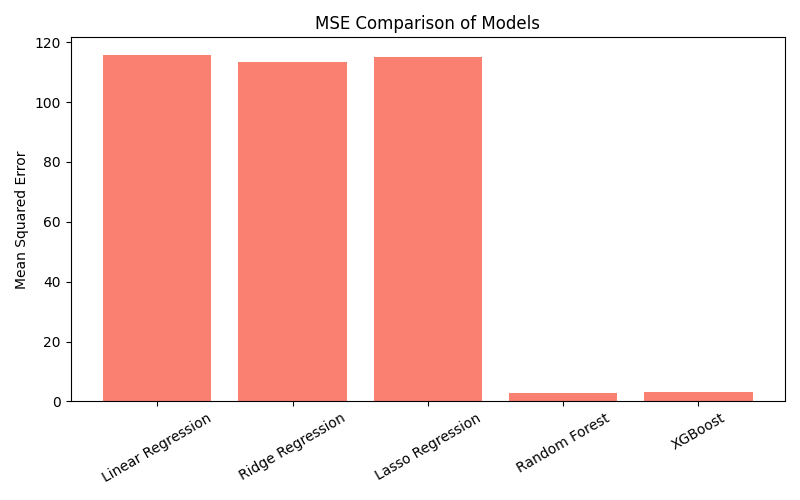 MSE Comparison of Models
Mean Squared Error
120
100
80
60
40
20
0
Linear Regression
Ridge Regression
Lasso Regression
Random Forest
XGBoost